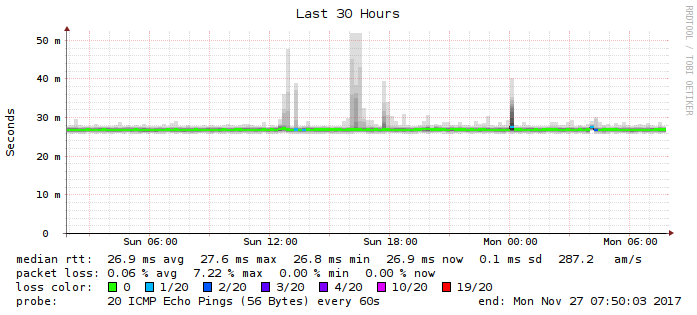 Last 30 Hours
RRDTOOL / TOBI OETIKER
Seconds
50 m
40 m
30 m
20 m
10 m
0
Sun 06:00 Sun 12:00 Sun 18:00 Mon 00:00 Mon 06:00
median rtt: 26.9 ms avg 27.6 ms max 26.8 ms min 26.9 ms now 0.1 ms sd 287.2 am/s
packet loss: 0.06 % avg 7.22 % max 0.00 % min 0.00 % now
loss color: 0 1/20 2/20 3/20 4/20 10/20 19/20
probe: 20 ICMP Echo Pings (56 Bytes) every 60s end: Mon Nov 27 07:50:03 2017